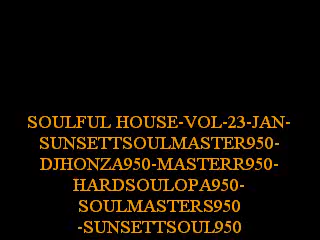 SOULFUL HOUSE-VOL-23-JAN-
SUNSETTSOULMASTER950-
DJHONZA950-MASTERR950-
HARDSOULOPA950-
SOULMASTERS950
-SUNSETTSOUL950